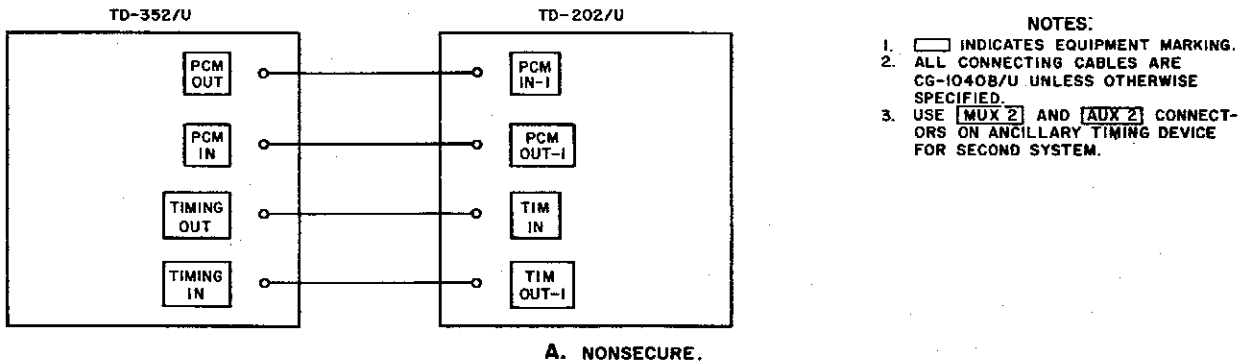 TD-352/U
TD-202/U
PCM
OUT
PCM
IN-1
PCM
IN
PCM
OUT-1
TIMING
OUT
TIM
IN
TIMING
IN
TIM
OUT-1
A. NONSECURE.
NOTES:
1. INDICATES EQUIPMENT MARKING.
2. ALL CONNECTING CABLES ARE
CG-10408/U UNLESS OTHERWISE
SPECIFIED.
3. USE MUX 2 AND AUX 2 CONNECT-
ORS ON ANCILLARY TIMING DEVICE
FOR SECOND SYSTEM.